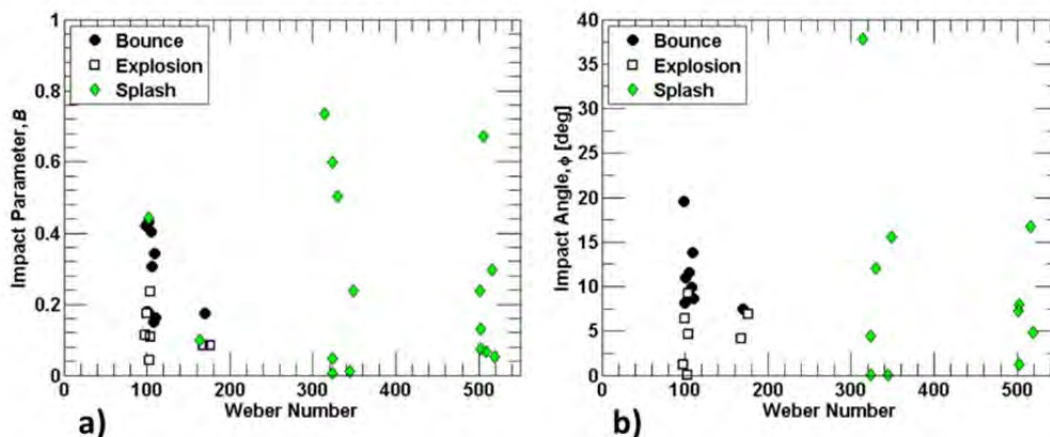 1
0.8
0.6
0.4
0.2
0
Impact Parameter, B
Bounce
Explosion
Splash
0 100 200 300 400 500
Weber Number
a)
40
35
30
25
20
15
10
5
0
Impact Angle, ϕ [deg]
Bounce
Explosion
Splash
0 100 200 300 400 500
Weber Number
b)